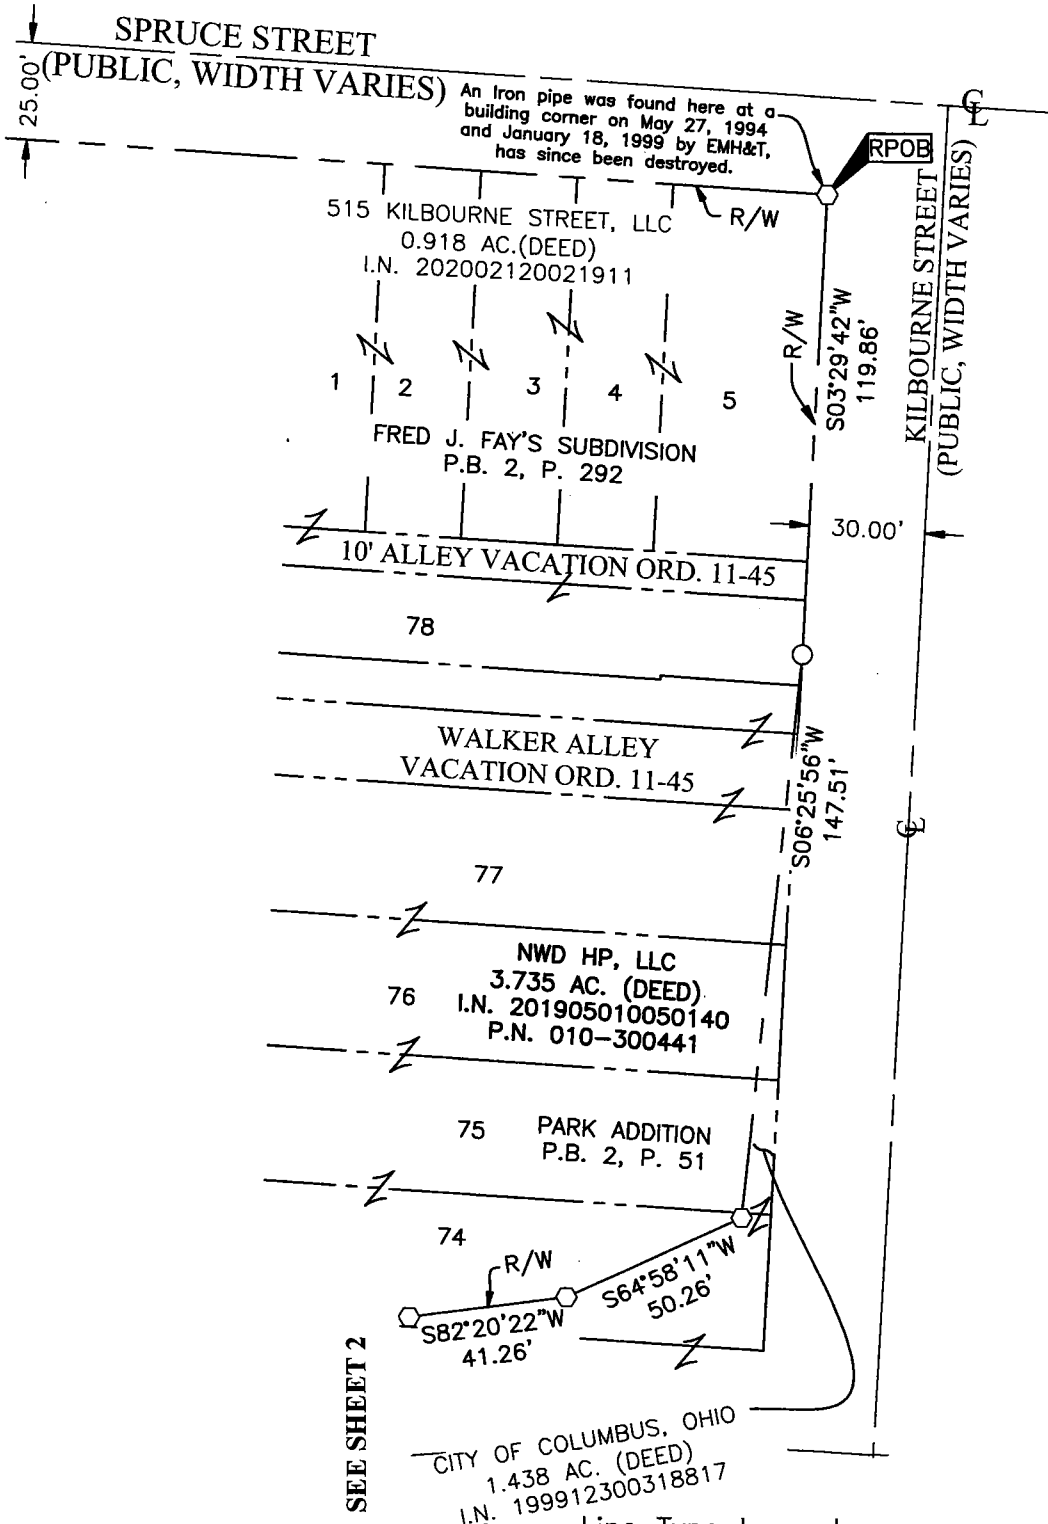 SPRUCE STREET
(PUBLIC, WIDTH VARIES)
25.00'
An Iron pipe was found here at a
building corner on May 27, 1994
and January 18, 1999 by EMH&T,
has since been destroyed.
CL
RPOB
R/W
KILBOURNE STREET
(PUBLIC, WIDTH VARIES)
515 KILBOURNE STREET, LLC
0.918 AC.(DEED)
I.N. 202002120021911
R/W
S03°29'42"W
119.86'
1
2
3
4
5
FRED J. FAY'S SUBDIVISION
P.B. 2, P. 292
30.00'
10' ALLEY VACATION ORD. 11-45
78
WALKER ALLEY
VACATION ORD. 11-45
S06°25'56"W
147.51'
CL
77
NWD HP, LLC
3.735 AC. (DEED)
I.N. 201905010050140
P.N. 010-300441
76
75
PARK ADDITION
P.B. 2, P. 51
74
R/W
S64°58'11"W
50.26'
S82°20'22"W
41.26'
SEE SHEET 2
CITY OF COLUMBUS, OHIO
1.438 AC. (DEED)
I.N. 199912300318817